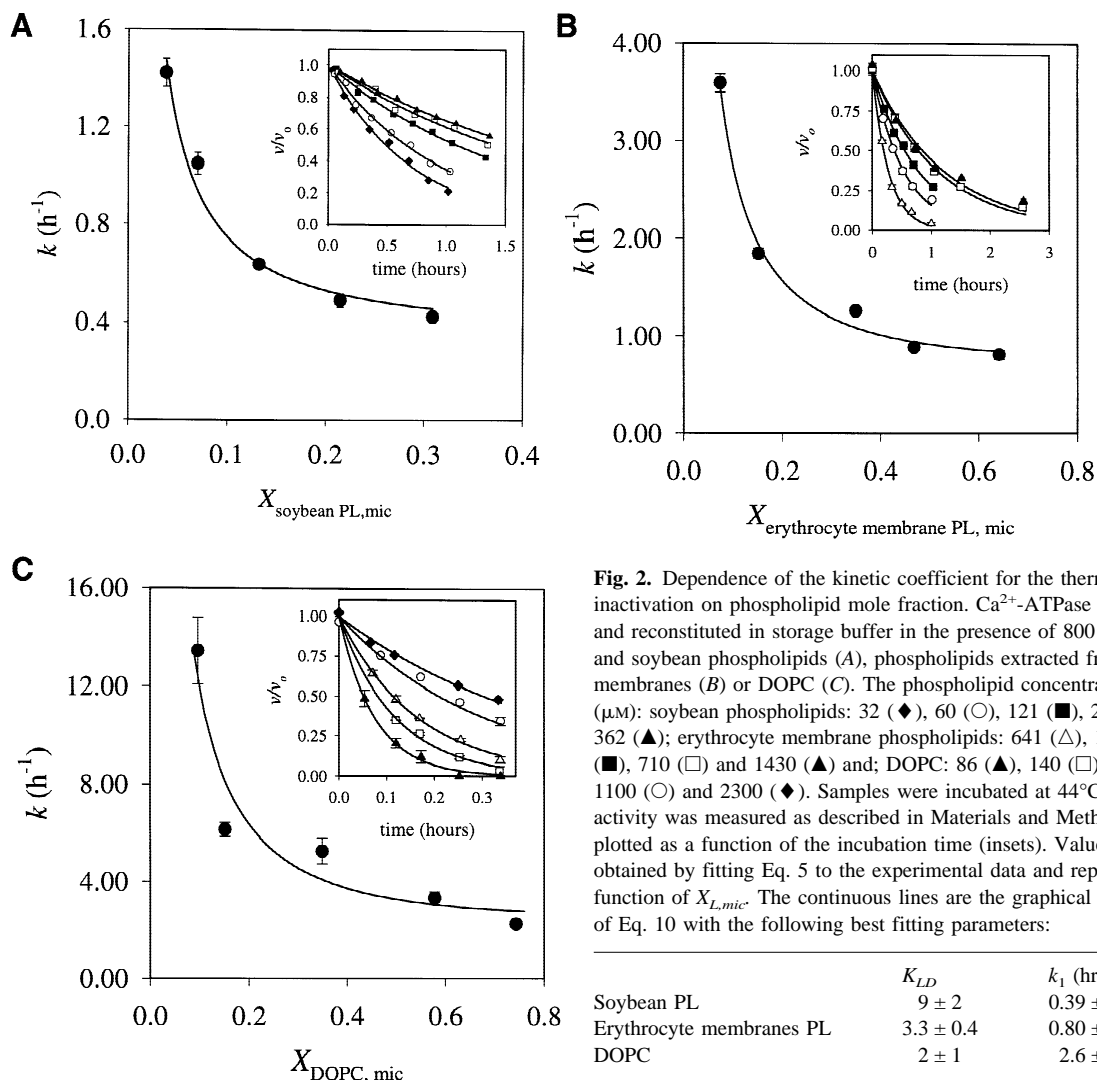 A
1.6
1.2
0.8
0.4
0.0
k (h⁻¹)
0.0 0.1 0.2 0.3 0.4
X soybean PL,mic
1.0
0.8
0.6
0.4
0.2
0.0
v/vₒ
0.0 0.5 1.0 1.5
time (hours)
B
4.00
3.00
2.00
1.00
0.00
k (h⁻¹)
0.0 0.2 0.4 0.6 0.8
X erythrocyte membrane PL, mic
1.00
0.75
0.50
0.25
0.00
v/vₒ
0 1 2 3
time (hours)
C
16.00
12.00
8.00
4.00
0.00
k (h⁻¹)
0.0 0.2 0.4 0.6 0.8
X DOPC, mic
1.00
0.75
0.50
0.25
0.00
v/vₒ
0.0 0.1 0.2 0.3
time (hours)
Fig. 2. Dependence of the kinetic coefficient for the therm
inactivation on phospholipid mole fraction. Ca²⁺-ATPase
and reconstituted in storage buffer in the presence of 800
and soybean phospholipids (A), phospholipids extracted fr
membranes (B) or DOPC (C). The phospholipid concentra
(μM): soybean phospholipids: 32 (◆), 60 (○), 121 (■), 2
362 (▲); erythrocyte membrane phospholipids: 641 (△), 1
(■), 710 (□) and 1430 (▲) and; DOPC: 86 (▲), 140 (□)
1100 (○) and 2300 (◆). Samples were incubated at 44°C
activity was measured as described in Materials and Meth
plotted as a function of the incubation time (insets). Value
obtained by fitting Eq. 5 to the experimental data and rep
function of X L,mic. The continuous lines are the graphical
of Eq. 10 with the following best fitting parameters:
K LD k₁ (hr
Soybean PL 9 ± 2 0.39 ±
Erythrocyte membranes PL 3.3 ± 0.4 0.80 ±
DOPC 2 ± 1 2.6 ±